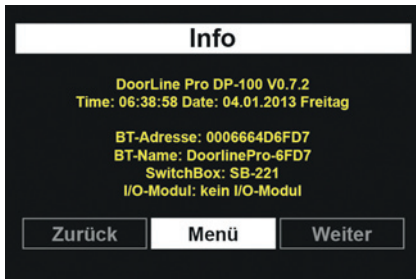 Info
DoorLine Pro DP-100 V0.7.2
Time: 06:38:58 Date: 04.01.2013 Freitag
BT-Adresse: 0006664D6FD7
BT-Name: DoorlinePro-6FD7
SwitchBox: SB-221
I/O-Modul: kein I/O-Modul
Zurück Menü Weiter